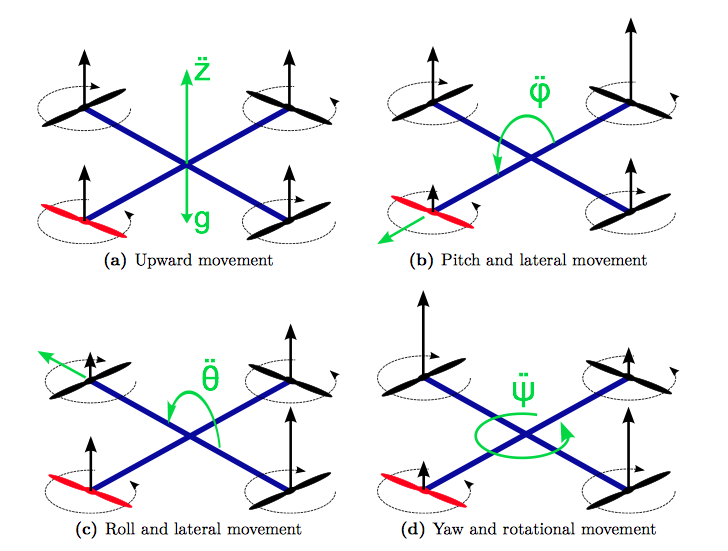 z̈
g
φ̈
(a) Upward movement
(b) Pitch and lateral movement
θ̈
ψ̈
(c) Roll and lateral movement
(d) Yaw and rotational movement